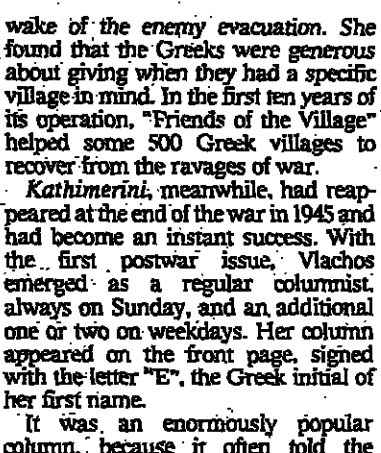 wake of the enemy evacuation. She
found that the Greeks were generous
about giving when they had a specific
village in mind. In the first ten years of
its operation, "Friends of the Village"
helped some 500 Greek villages to
recover from the ravages of war.
Kathimerini, meanwhile, had reap-
peared at the end of the war in 1945 and
had become an instant success. With
the first postwar issue, Vlachos
emerged as a regular columnist,
always on Sunday, and an additional
one or two on weekdays. Her column
appeared on the front page, signed
with the letter "E", the Greek initial of
her first name.
It was an enormously popular
column, because it often told the